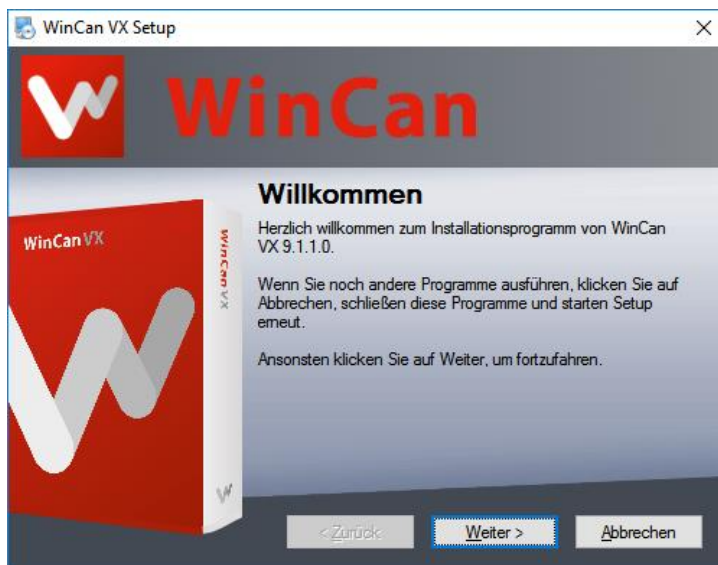 WinCan VX Setup
WinCan
WinCan VX
WinCan VX
Willkommen
Herzlich willkommen zum Installationsprogramm von WinCan
VX 9.1.1.0.
Wenn Sie noch andere Programme ausführen, klicken Sie auf
Abbrechen, schließen diese Programme und starten Setup
erneut.
Ansonsten klicken Sie auf Weiter, um fortzufahren.
< Zurück
Weiter >
Abbrechen